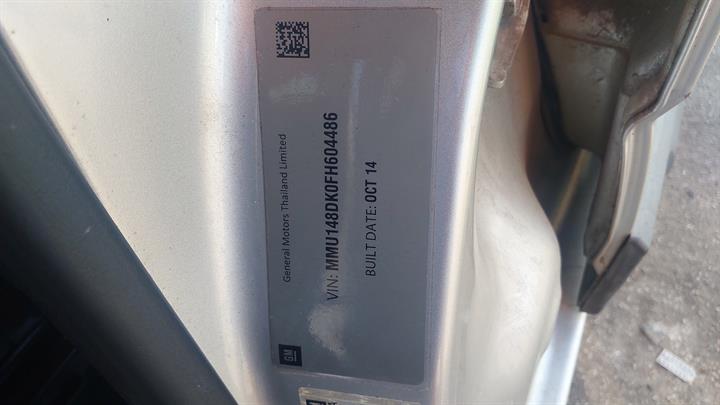 General Motors Thailand Limited
VIN: MMU148DK0FH604486
BUILT DATE: OCT 14
GM